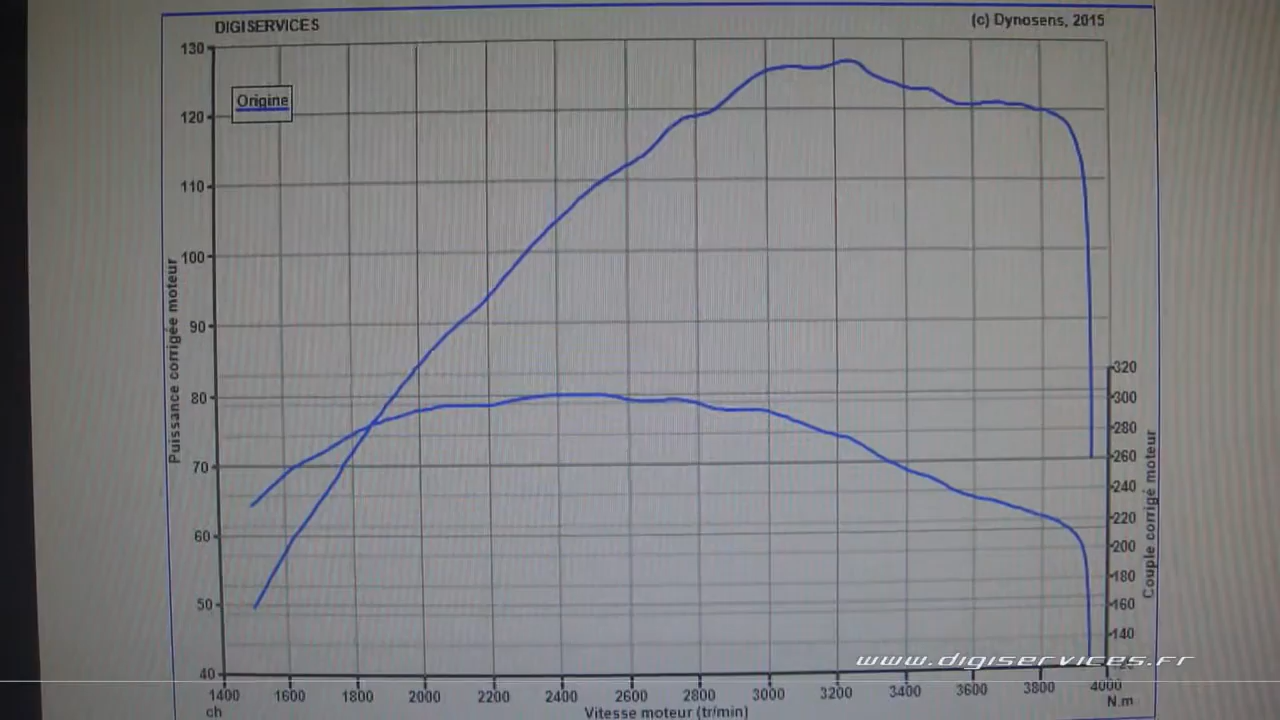 DIGISERVICES
(c) Dynosens, 2015
Origine
Puissance corrigée moteur
130
120
110
100
90
80
70
60
50
40
320
300
280
260
240
220
200
180
160
140
Couple corrigé moteur
www.digiservices.fr
1400 1600 1800 2000 2200 2400 2600 2800 3000 3200 3400 3600 3800 4000
ch Vitesse moteur (tr/min) N.m